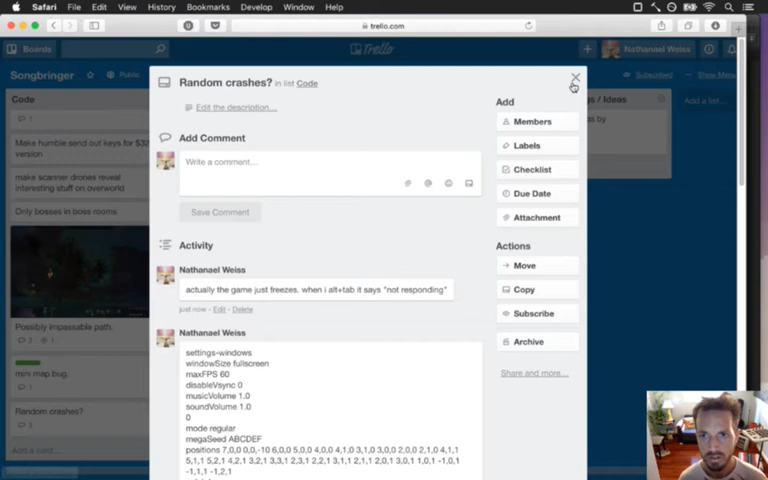 Safari File Edit View History Bookmarks Develop Window Help
trello.com
Boards
Trello
Nathanael Weiss
Songbringer
Public
Subscribed
Show Menu
Code
1
Make humble send out keys for
version
make scanner drones reveal
interesting stuff on overworld
Only bosses in boss rooms
Possibly impassable path.
2 1
mini map bug.
1
Random crashes?
3
Add a card...
Random crashes? in list Code
Edit the description...
Add Comment
Write a comment...
Save Comment
Activity
Nathanael Weiss
actually the game just freezes. when i alt+tab it says "not responding"
just now - Edit - Delete
Nathanael Weiss
settings-windows
windowSize fullscreen
maxFPS 60
disableVsync 0
musicVolume 1.0
soundVolume 1.0
0
mode regular
megaSeed ABCDEF
positions 7,0,0 0,0,-10 6,0,0 5,0,0 4,0,0 4,1,0 3,1,0 3,0,0 2,0,0 2,1,0 4,1,1
5,1,1 5,2,1 4,2,1 3,2,1 3,3,1 2,3,1 2,2,1 3,1,1 2,1,1 2,0,1 3,0,1 1,0,1 -1,0,1
-1,1,1 -1,2,1
Add
Members
Labels
Checklist
Due Date
Attachment
Actions
Move
Copy
Subscribe
Archive
Share and more...
s / Ideas
as by
Add a list...